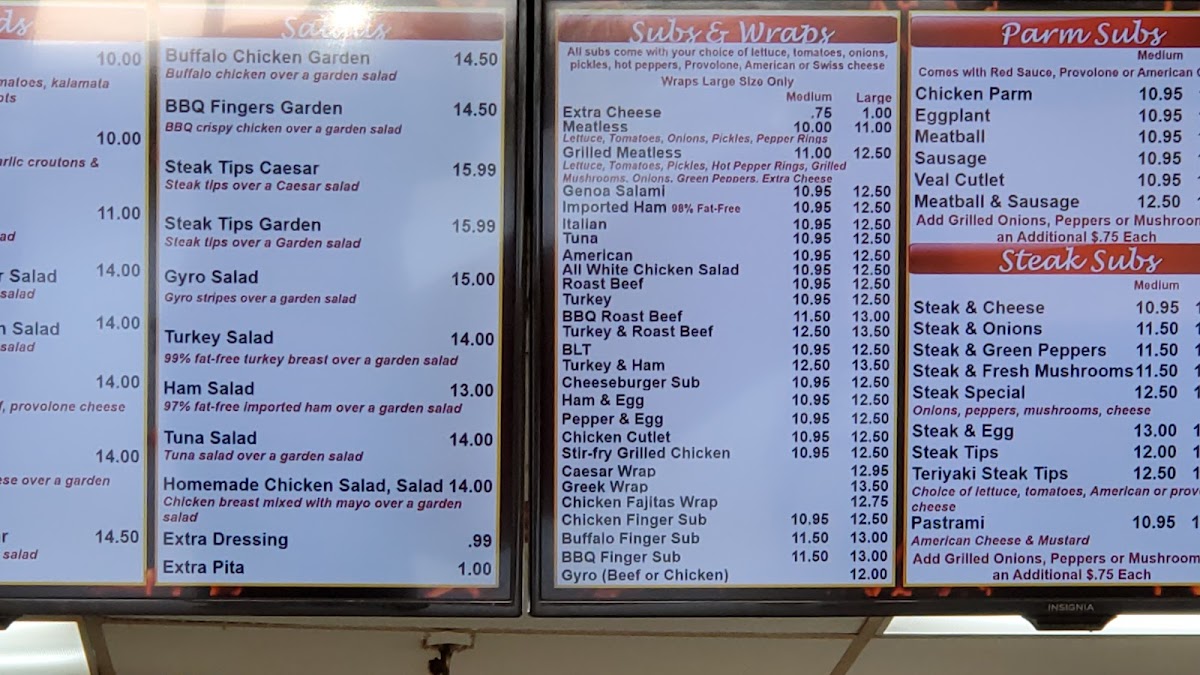 ds
10.00
matoes, kalamata
ots
10.00
arlic croutons &
11.00
ad
r Salad 14.00
salad
n Salad 14.00
salad
14.00
f, provolone cheese
14.00
ese over a garden
r 14.50
salad
Salads
Buffalo Chicken Garden 14.50
Buffalo chicken over a garden salad
BBQ Fingers Garden 14.50
BBQ crispy chicken over a garden salad
Steak Tips Caesar 15.99
Steak tips over a Caesar salad
Steak Tips Garden 15.99
Steak tips over a Garden salad
Gyro Salad 15.00
Gyro stripes over a garden salad
Turkey Salad 14.00
99% fat-free turkey breast over a garden salad
Ham Salad 13.00
97% fat-free imported ham over a garden salad
Tuna Salad 14.00
Tuna salad over a garden salad
Homemade Chicken Salad, Salad 14.00
Chicken breast mixed with mayo over a garden
salad
Extra Dressing .99
Extra Pita 1.00
Subs & Wraps
All subs come with your choice of lettuce, tomatoes, onions,
pickles, hot peppers, Provolone, American or Swiss cheese
Wraps Large Size Only
Medium Large
Extra Cheese .75 1.00
Meatless 10.00 11.00
Lettuce, Tomatoes, Onions, Pickles, Pepper Rings
Grilled Meatless 11.00 12.50
Lettuce, Tomatoes, Pickles, Hot Pepper Rings, Grilled
Mushrooms, Onions, Green Peppers, Extra Cheese
Genoa Salami 10.95 12.50
Imported Ham 98% Fat-Free 10.95 12.50
Italian 10.95 12.50
Tuna 10.95 12.50
American 10.95 12.50
All White Chicken Salad 10.95 12.50
Roast Beef 10.95 12.50
Turkey 10.95 12.50
BBQ Roast Beef 11.50 13.00
Turkey & Roast Beef 12.50 13.50
BLT 10.95 12.50
Turkey & Ham 12.50 13.50
Cheeseburger Sub 10.95 12.50
Ham & Egg 10.95 12.50
Pepper & Egg 10.95 12.50
Chicken Cutlet 10.95 12.50
Stir-fry Grilled Chicken 10.95 12.50
Caesar Wrap 12.95
Greek Wrap 13.50
Chicken Fajitas Wrap 12.75
Chicken Finger Sub 10.95 12.50
Buffalo Finger Sub 11.50 13.00
BBQ Finger Sub 11.50 13.00
Gyro (Beef or Chicken) 12.00
Parm Subs
Medium
Comes with Red Sauce, Provolone or American C
Chicken Parm 10.95
Eggplant 10.95
Meatball 10.95
Sausage 10.95
Veal Cutlet 10.95
Meatball & Sausage 12.50
Add Grilled Onions, Peppers or Mushroom
an Additional $.75 Each
Steak Subs
Medium
Steak & Cheese 10.95 1
Steak & Onions 11.50 1
Steak & Green Peppers 11.50 1
Steak & Fresh Mushrooms 11.50 1
Steak Special 12.50 1
Onions, peppers, mushrooms, cheese
Steak & Egg 13.00 1
Steak Tips 12.00 1
Teriyaki Steak Tips 12.50 1
Choice of lettuce, tomatoes, American or prov
cheese
Pastrami 10.95 1
American Cheese & Mustard
Add Grilled Onions, Peppers or Mushroom
an Additional $.75 Each
INSIGNIA